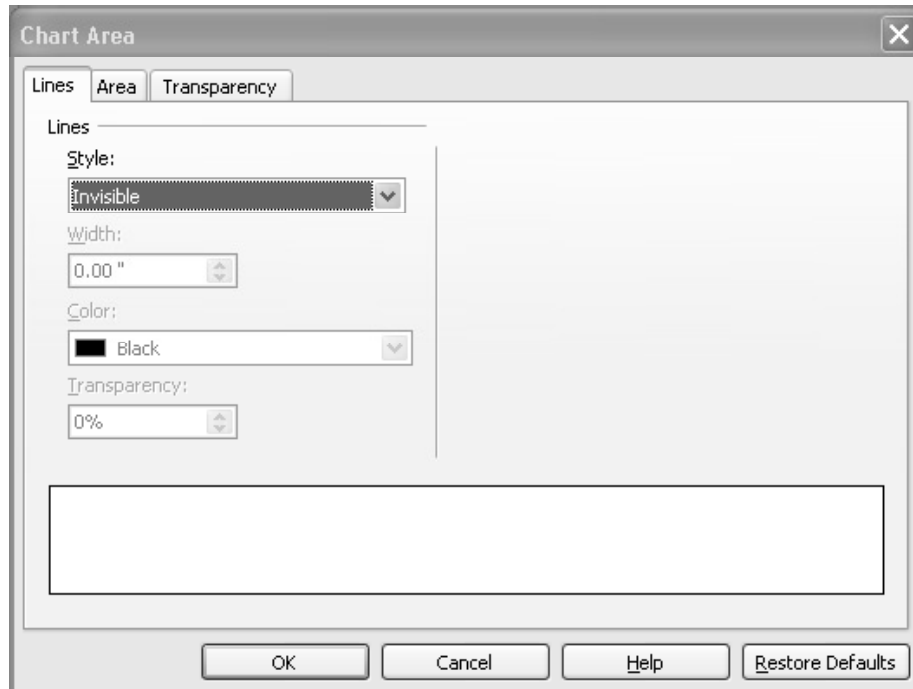 Chart Area
Lines Area Transparency
Lines
Style:
Invisible
Width:
0.00 "
Color:
Black
Transparency:
0%
OK Cancel Help Restore Defaults